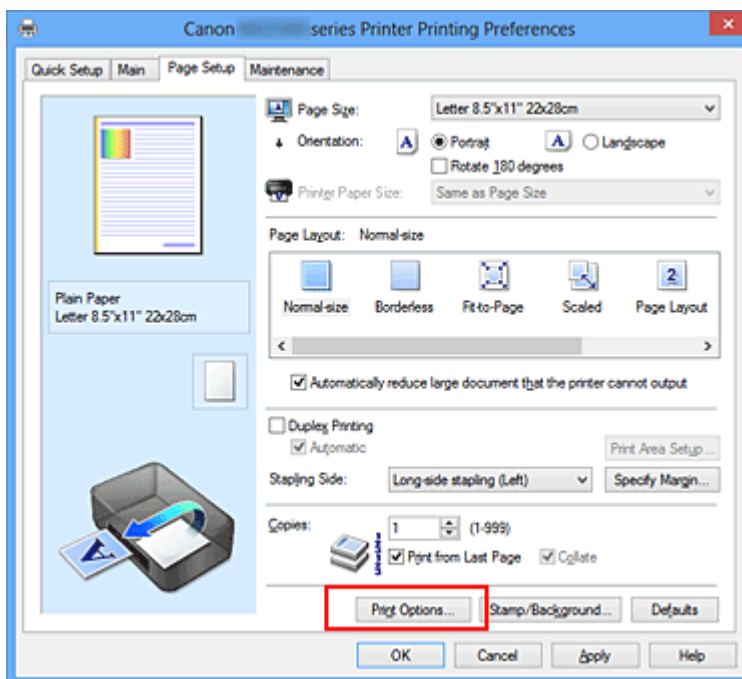 Canon series Printer Printing Preferences
Quick Setup Main Page Setup Maintenance
Page Size: Letter 8.5"x11" 22x28cm
Orientation: A Portrait A Landscape
Rotate 180 degrees
Printer Paper Size: Same as Page Size
Page Layout: Normal-size
2
Normal-size Borderless Fit-to-Page Scaled Page Layout
Plain Paper
Letter 8.5"x11" 22x28cm
Automatically reduce large document that the printer cannot output
Duplex Printing
Automatic Print Area Setup...
Stapling Side: Long-side stapling (Left) Specify Margin...
Copies: 1 (1-999)
Print from Last Page Collate
A
Print Options... Stamp/Background... Defaults
OK Cancel Apply Help